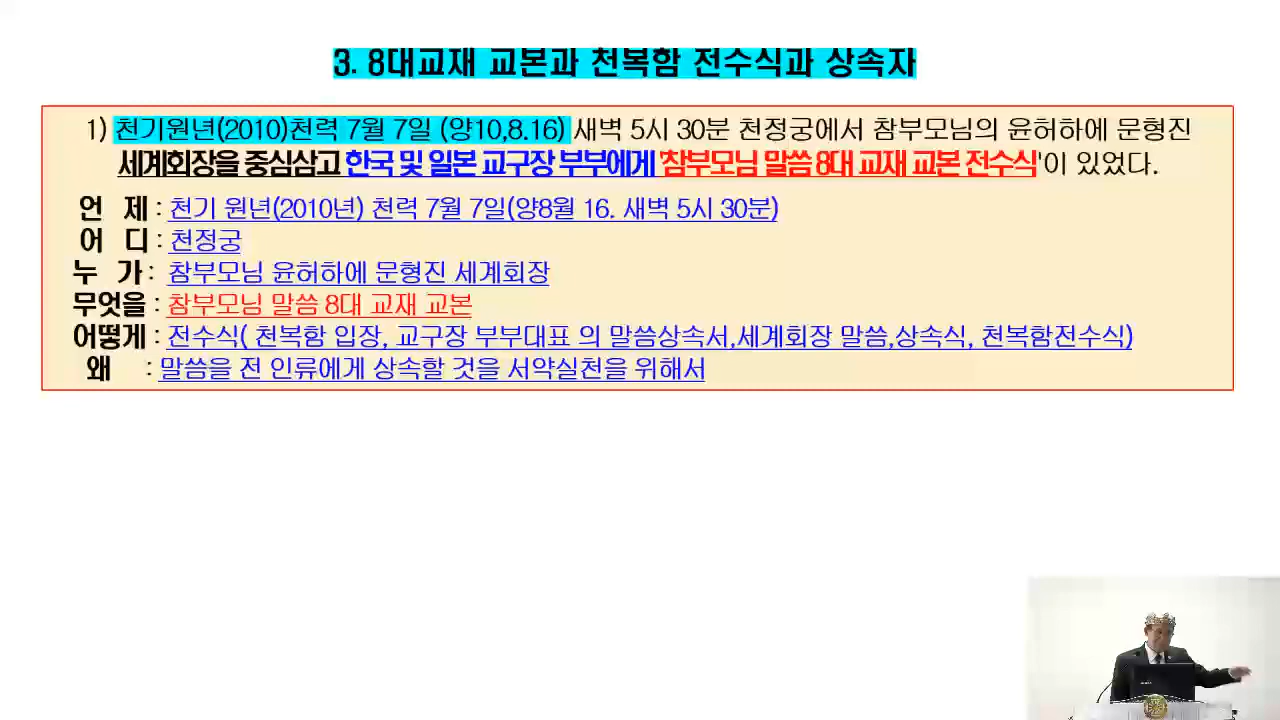 3. 8대교재 교본과 천복함 전수식과 상속자
1) 천기원년(2010)천력 7월 7일 (양10,8.16) 새벽 5시 30분 천정궁에서 참부모님의 윤허하에 문형진
세계회장을 중심삼고 한국 및 일본 교구장 부부에게 '참부모님 말씀 8대 교재 교본 전수식'이 있었다.
언 제 : 천기 원년(2010년) 천력 7월 7일(양8월 16. 새벽 5시 30분)
어 디 : 천정궁
누 가 : 참부모님 윤허하에 문형진 세계회장
무엇을 : 참부모님 말씀 8대 교재 교본
어떻게 : 전수식( 천복함 입장, 교구장 부부대표 의 말씀상속서,세계회장 말씀,상속식, 천복함전수식)
왜 : 말씀을 전 인류에게 상속할 것을 서약실천을 위해서